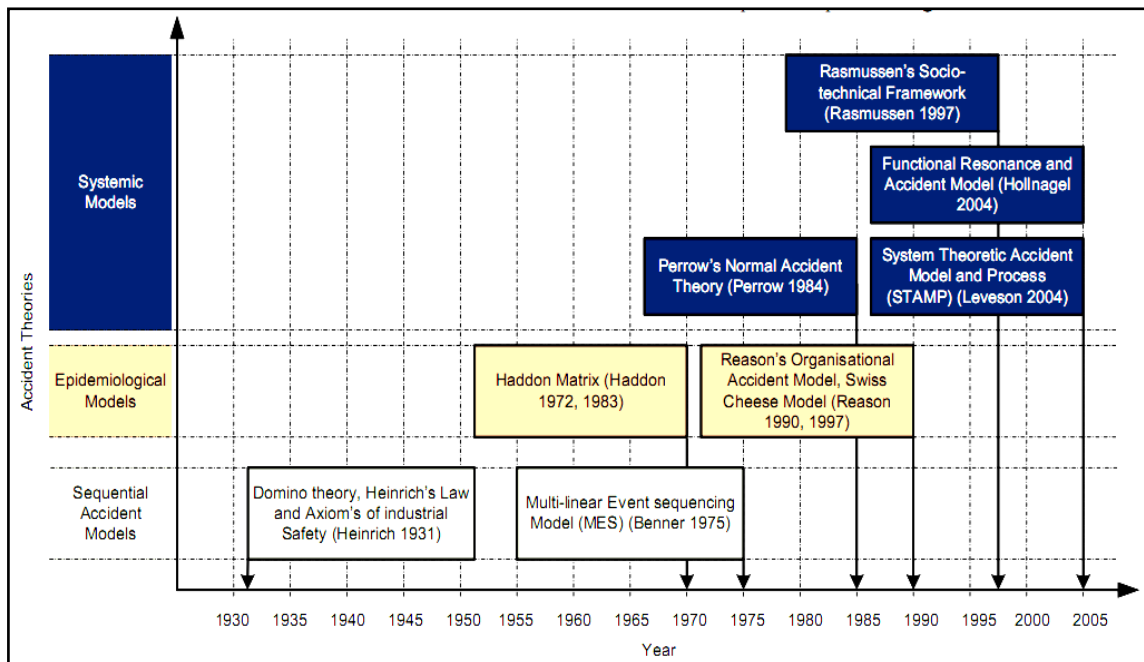 Rasmussen's Socio-
technical Framework
(Rasmussen 1997)
Functional Resonance and
Accident Model (Hollnagel
2004)
Systemic
Models
Perrow's Normal Accident
Theory (Perrow 1984)
System Theoretic Accident
Model and Process
(STAMP) (Leveson 2004)
Accident Theories
Epidemiological
Models
Haddon Matrix (Haddon
1972, 1983)
Reason's Organisational
Accident Model, Swiss
Cheese Model (Reason
1990, 1997)
Sequential
Accident
Models
Domino theory, Heinrich's Law
and Axiom's of industrial
Safety (Heinrich 1931)
Multi-linear Event sequencing
Model (MES) (Benner 1975)
1930 1935 1940 1945 1950 1955 1960 1965 1970 1975 1980 1985 1990 1995 2000 2005
Year